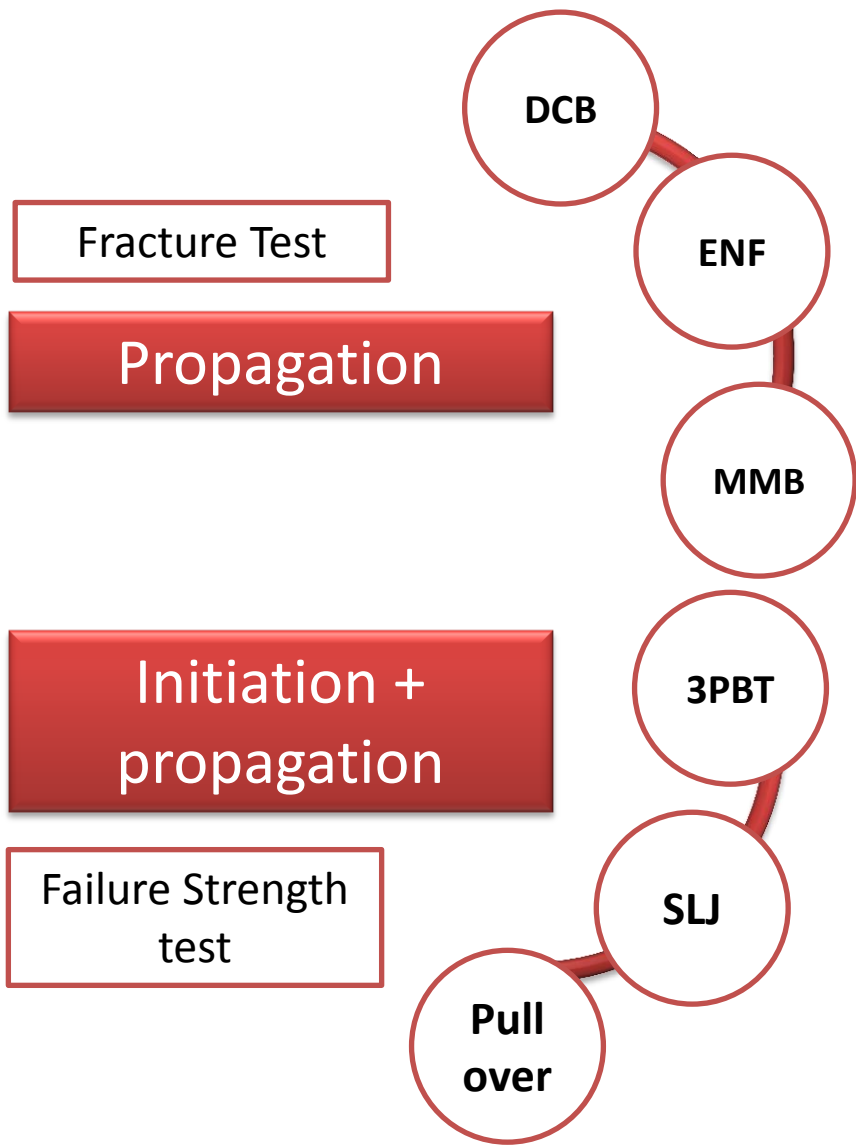 DCB
ENF
Fracture Test
Propagation
MMB
Initiation +
propagation
3PBT
Failure Strength
test
SLJ
Pull
over